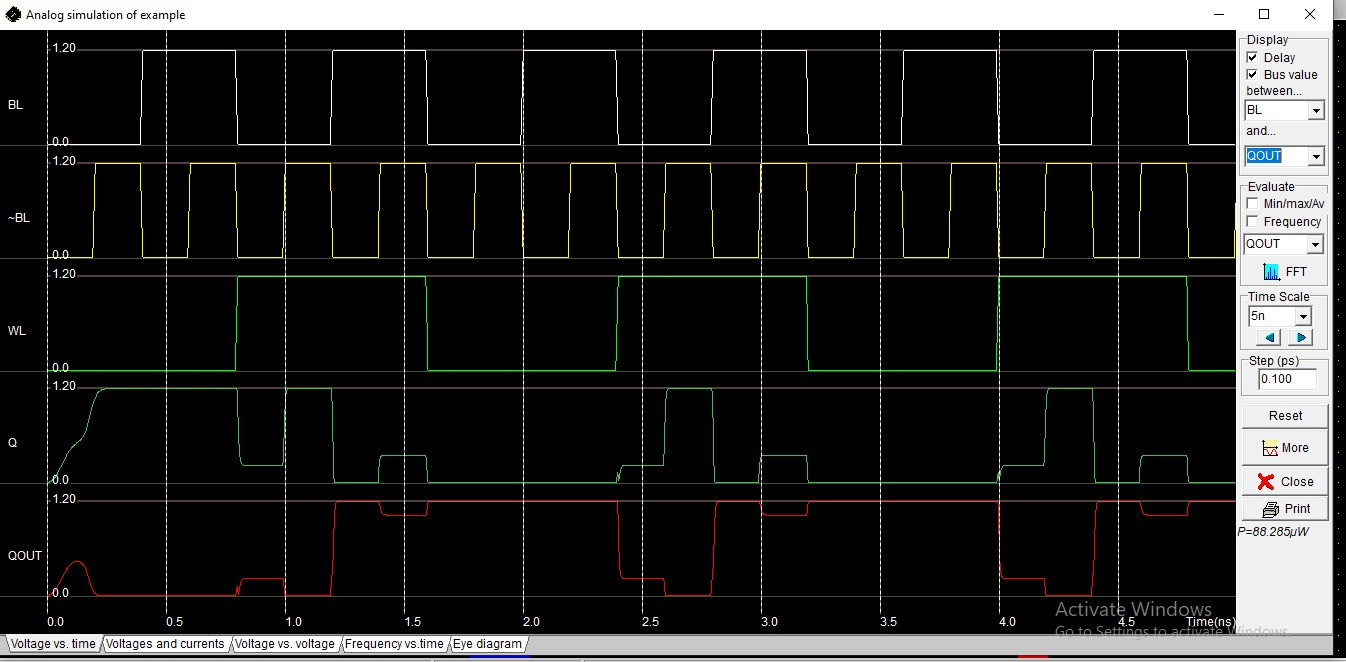 Analog simulation of example
1.20
BL
0.0
1.20
~BL
0.0
1.20
WL
0.0
1.20
Q
0.0
1.20
QOUT
0.0
0.0 0.5 1.0 1.5 2.0 2.5 3.0 3.5 4.0 4.5 Time(ns)
Voltage vs. time Voltages and currents Voltage vs. voltage Frequency vs.time Eye diagram
Display
Delay
Bus value
between...
BL
and...
QOUT
Evaluate
Min/max/Av
Frequency
QOUT
FFT
Time Scale
5n
Step (ps)
0.100
Reset
More
Close
Print
P=88.285µW
Activate Windows
Go to Settings to activate Windows.